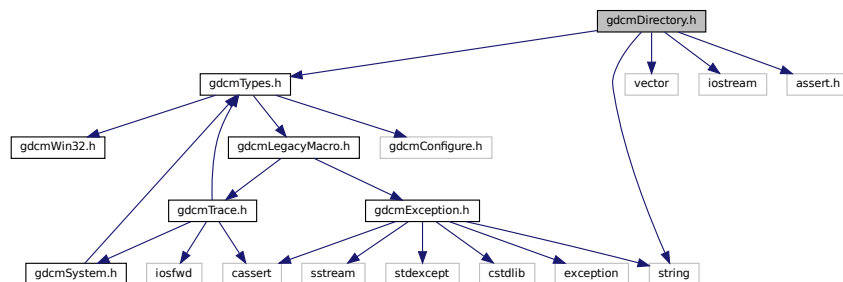 gdcmDirectory.h
gdcmTypes.h
vector
iostream
assert.h
gdcmWin32.h
gdcmLegacyMacro.h
gdcmConfigure.h
gdcmTrace.h
gdcmException.h
gdcmSystem.h
iosfwd
cassert
sstream
stdexcept
cstdlib
exception
string